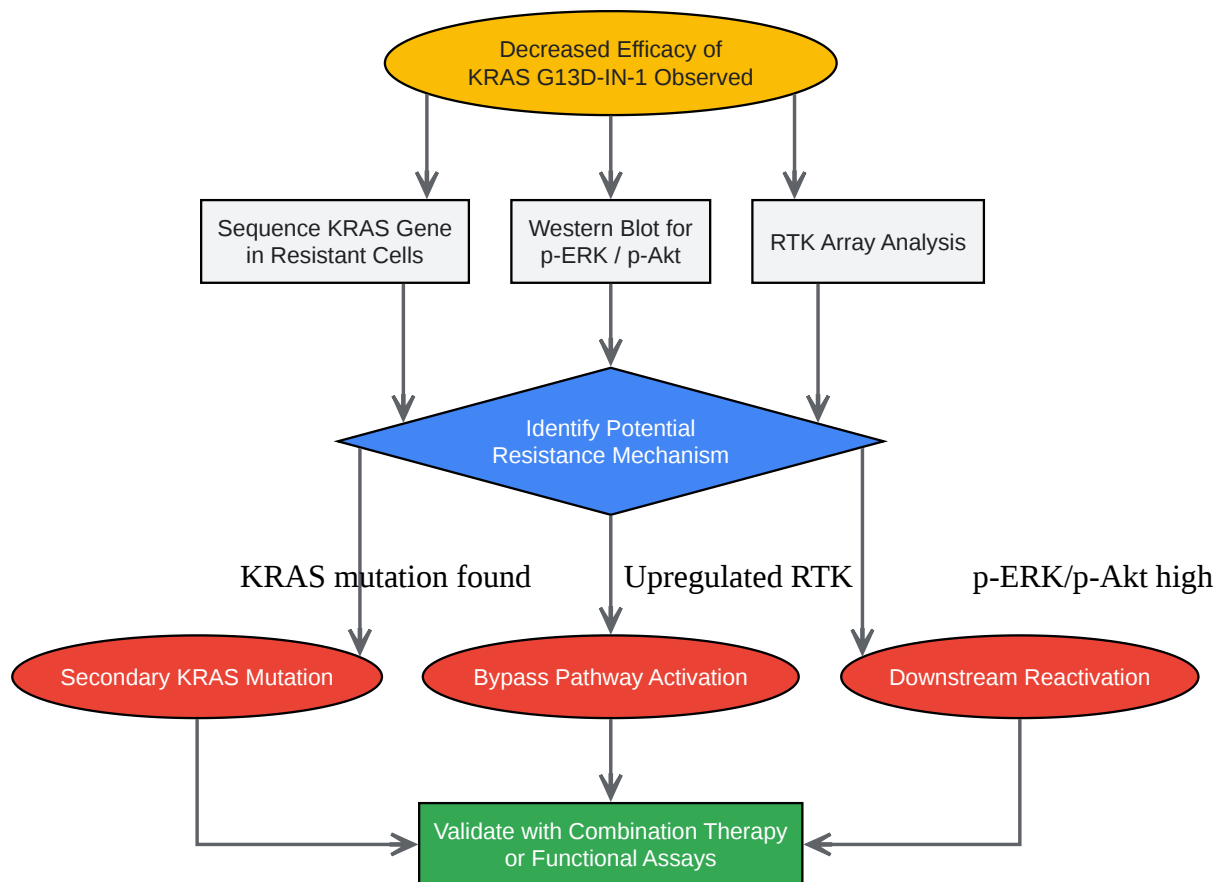 Decreased Efficacy of
KRAS G13D-IN-1 Observed
Sequence KRAS Gene
in Resistant Cells
Western Blot for
p-ERK / p-Akt
RTK Array Analysis
Identify Potential
Resistance Mechanism
KRAS mutation found
Upregulated RTK
p-ERK/p-Akt high
Secondary KRAS Mutation
Bypass Pathway Activation
Downstream Reactivation
Validate with Combination Therapy
or Functional Assays